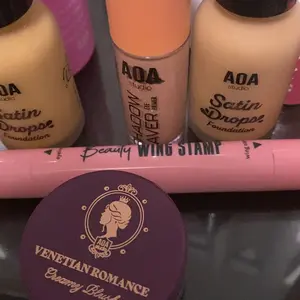 AOA
studio
Satin
Drops
Foundation
AOA
studio
SHADOW
SAVER
AOA
studio
Satin
Drops
Foundation
Beauty WING STAMP
AOA
VENETIAN ROMANCE
Creamy Blush